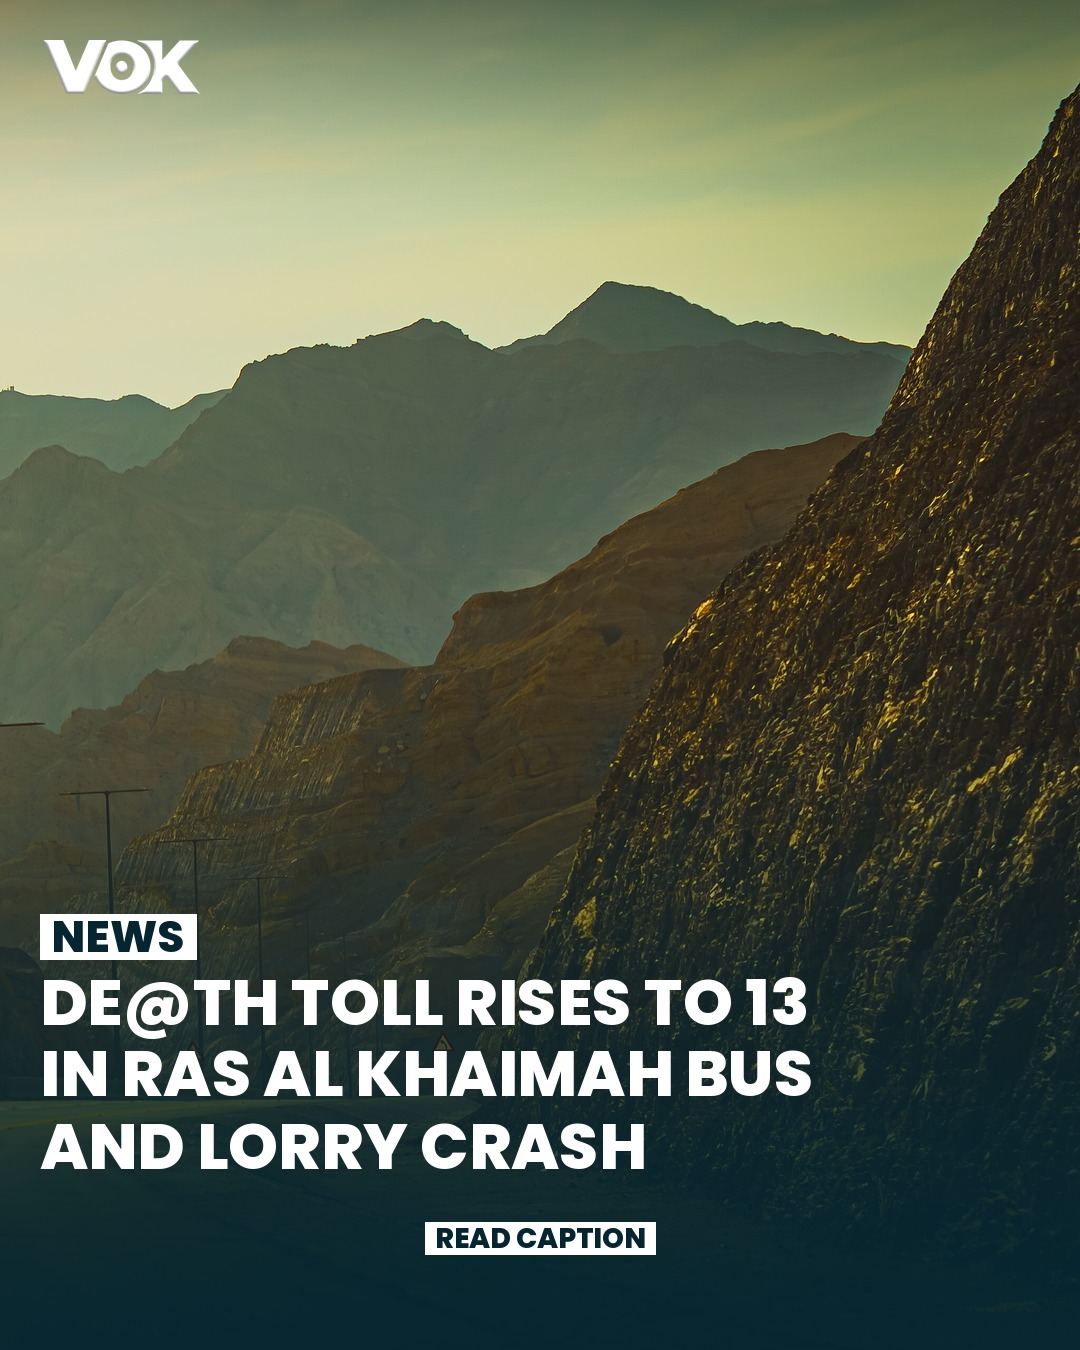 VOK
NEWS
DE@TH TOLL RISES TO 13
IN RAS AL KHAIMAH BUS
AND LORRY CRASH
READ CAPTION